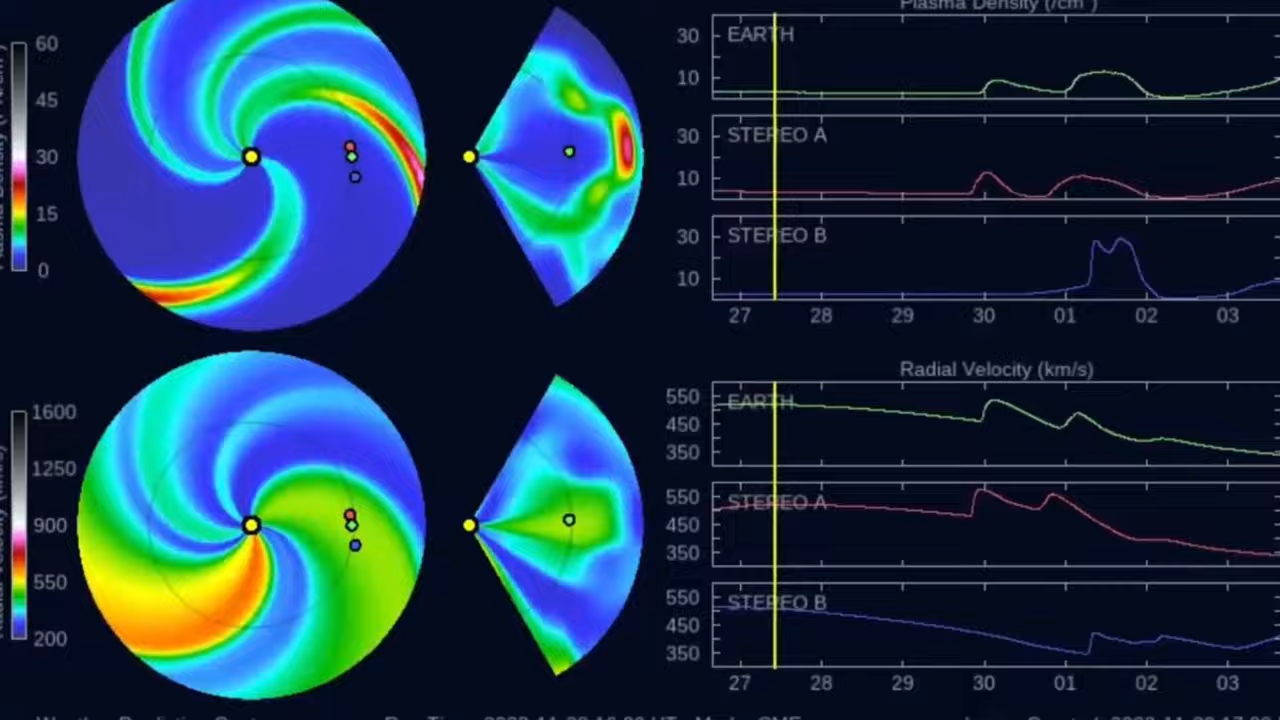 Plasma Density (/cm³)
60
45
30
15
0
EARTH
30
10
STEREO A
30
10
STEREO B
30
10
27 28 29 30 01 02 03
Radial Velocity (km/s)
1600
1250
900
550
200
EARTH
550
450
350
STEREO A
550
450
350
STEREO B
550
450
350
27 28 29 30 01 02 03